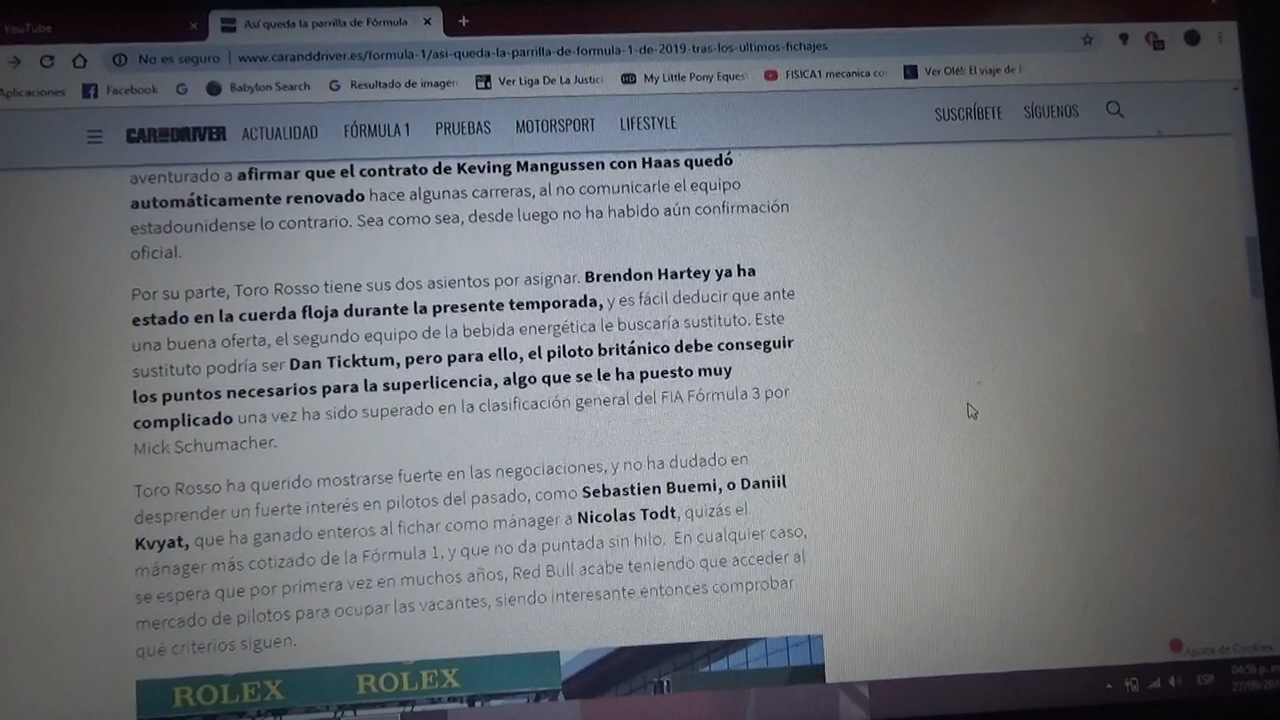 YouTube
Así queda la parrilla de Fórmula
No es seguro | www.caranddriver.es/formula-1/asi-queda-la-parrilla-de-formula-1-de-2019-tras-los-ultimos-fichajes
Aplicaciones Facebook Babylon Search Resultado de imagen Ver Liga De La Justic HD My Little Pony Equest FISICA1 mecanica co Ver Olé!: El viaje de
CAR AND DRIVER ACTUALIDAD FÓRMULA 1 PRUEBAS MOTORSPORT LIFESTYLE SUSCRÍBETE SÍGUENOS
aventurado a afirmar que el contrato de Keving Mangussen con Haas quedó
automáticamente renovado hace algunas carreras, al no comunicarle el equipo
estadounidense lo contrario. Sea como sea, desde luego no ha habido aún confirmación
oficial.
Por su parte, Toro Rosso tiene sus dos asientos por asignar. Brendon Hartey ya ha
estado en la cuerda floja durante la presente temporada, y es fácil deducir que ante
una buena oferta, el segundo equipo de la bebida energética le buscaría sustituto. Este
sustituto podría ser Dan Ticktum, pero para ello, el piloto británico debe conseguir
los puntos necesarios para la superlicencia, algo que se le ha puesto muy
complicado una vez ha sido superado en la clasificación general del FIA Fórmula 3 por
Mick Schumacher.
Toro Rosso ha querido mostrarse fuerte en las negociaciones, y no ha dudado en
desprender un fuerte interés en pilotos del pasado, como Sebastien Buemi, o Daniil
Kvyat, que ha ganado enteros al fichar como mánager a Nicolas Todt, quizás el
mánager más cotizado de la Fórmula 1, y que no da puntada sin hilo. En cualquier caso,
se espera que por primera vez en muchos años, Red Bull acabe teniendo que acceder al
mercado de pilotos para ocupar las vacantes, siendo interesante entonces comprobar
qué criterios siguen.
ROLEX ROLEX
Ajuste de Cookies
ESP